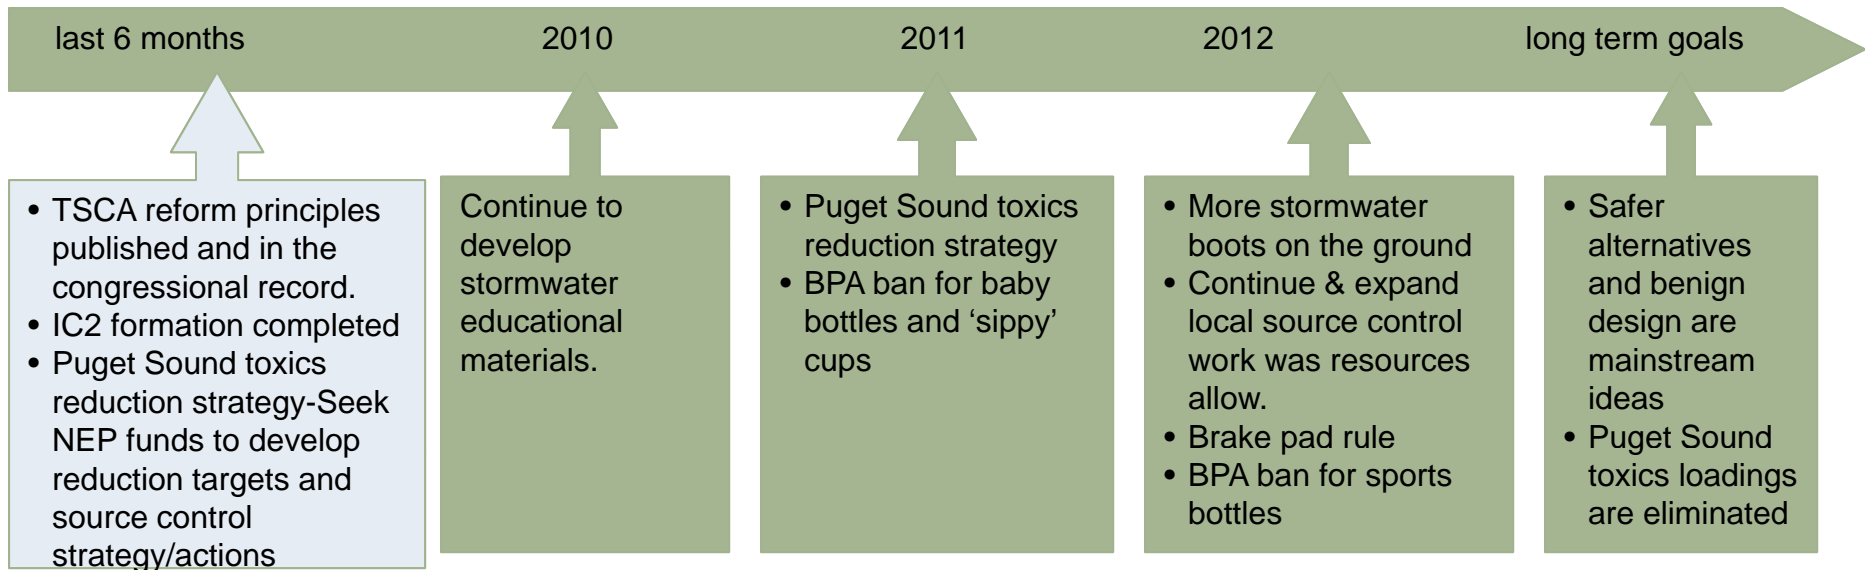 last 6 months
2010
2011
2012
long term goals
• TSCA reform principles
published and in the
congressional record.
• IC2 formation completed
• Puget Sound toxics
reduction strategy-Seek
NEP funds to develop
reduction targets and
source control
strategy/actions
Continue to
develop
stormwater
educational
materials.
• Puget Sound toxics
reduction strategy
• BPA ban for baby
bottles and ‘sippy’
cups
• More stormwater
boots on the ground
• Continue & expand
local source control
work was resources
allow.
• Brake pad rule
• BPA ban for sports
bottles
• Safer
alternatives
and benign
design are
mainstream
ideas
• Puget Sound
toxics loadings
are eliminated